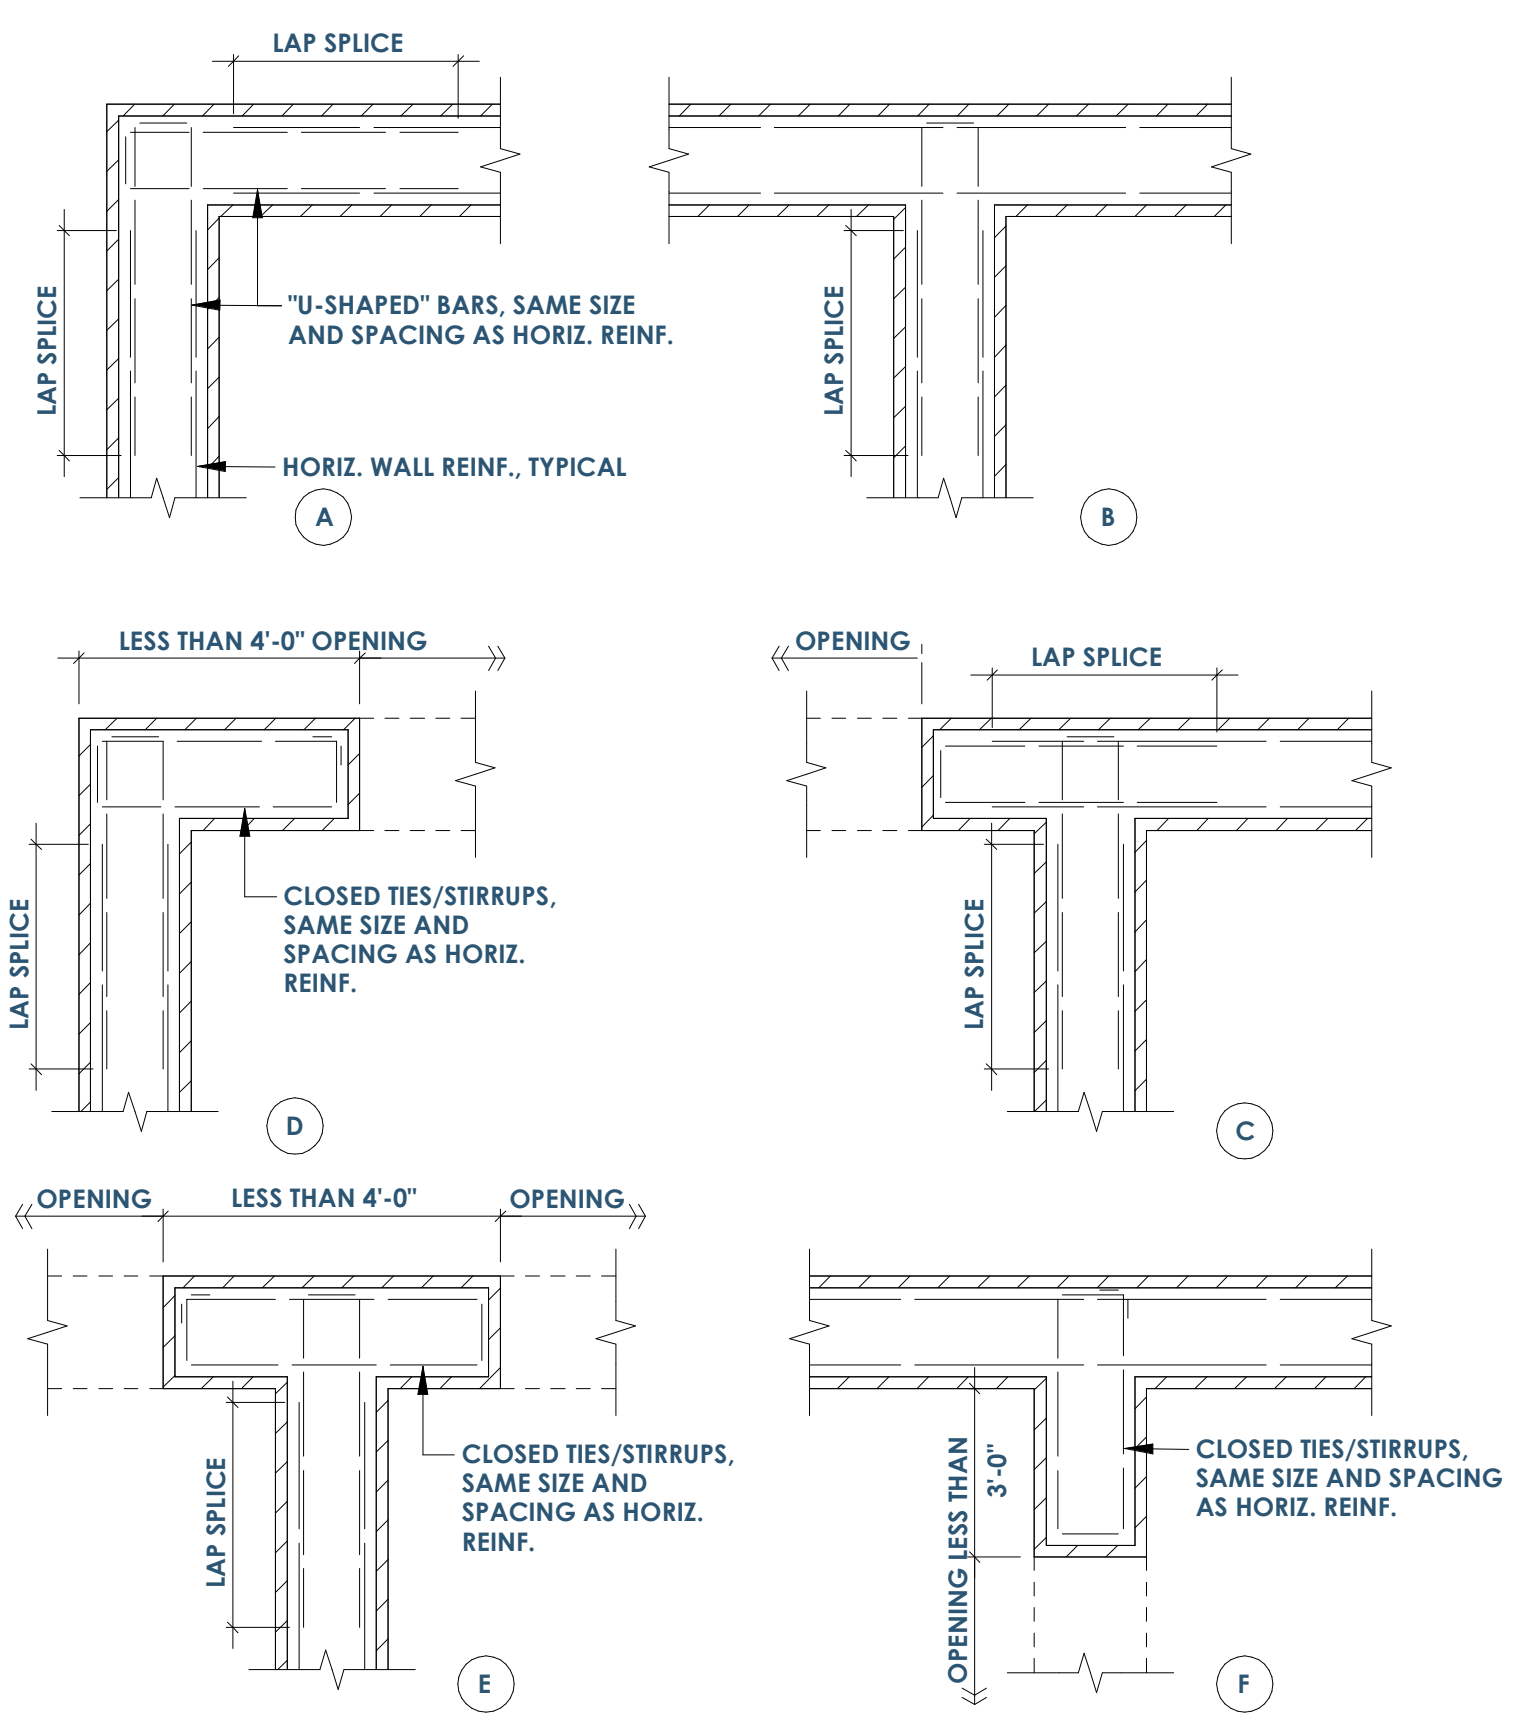 LAP SPLICE
LAP SPLICE
"U-SHAPED" BARS, SAME SIZE
AND SPACING AS HORIZ. REINF.
HORIZ. WALL REINF., TYPICAL
A
LAP SPLICE
B
LESS THAN 4'-0" OPENING
LAP SPLICE
CLOSED TIES/STIRRUPS,
SAME SIZE AND
SPACING AS HORIZ.
REINF.
D
OPENING
LAP SPLICE
LAP SPLICE
C
OPENING
LESS THAN 4'-0"
OPENING
LAP SPLICE
CLOSED TIES/STIRRUPS,
SAME SIZE AND
SPACING AS HORIZ.
REINF.
E
OPENING LESS THAN
3'-0"
CLOSED TIES/STIRRUPS,
SAME SIZE AND SPACING
AS HORIZ. REINF.
F